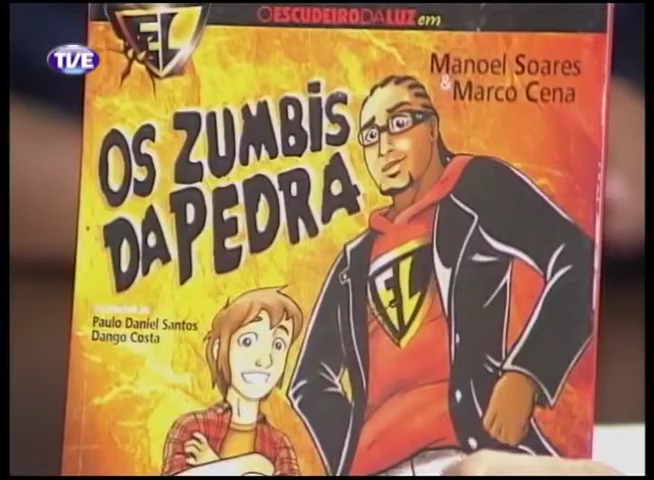 TVE
O ESCUDEIRO DA LUZ em
EL
Manoel Soares
& Marco Cena
OS ZUMBIS
DA PEDRA
EL
Paulo Daniel Santos
Dango Costa